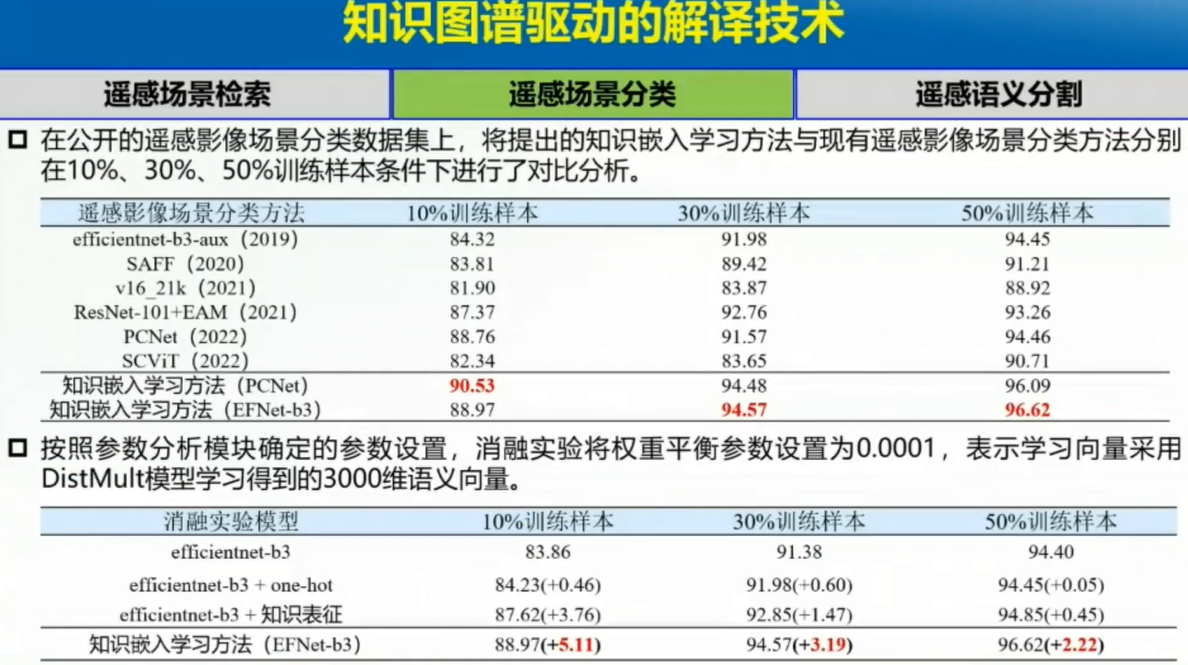 知识图谱驱动的解译技术
遥感场景检索 遥感场景分类 遥感语义分割
在公开的遥感影像场景分类数据集上，将提出的知识嵌入学习方法与现有遥感影像场景分类方法分别
在10%、30%、50%训练样本条件下进行了对比分析。
遥感影像场景分类方法 10%训练样本 30%训练样本 50%训练样本
efficientnet-b3-aux（2019） 84.32 91.98 94.45
SAFF（2020） 83.81 89.42 91.21
v16_21k（2021） 81.90 83.87 88.92
ResNet-101+EAM（2021） 87.37 92.76 93.26
PCNet（2022） 88.76 91.57 94.46
SCViT（2022） 82.34 83.65 90.71
知识嵌入学习方法（PCNet） 90.53 94.48 96.09
知识嵌入学习方法（EFNet-b3） 88.97 94.57 96.62
按照参数分析模块确定的参数设置，消融实验将权重平衡参数设置为0.0001，表示学习向量采用
DistMult模型学习得到的3000维语义向量。
消融实验模型 10%训练样本 30%训练样本 50%训练样本
efficientnet-b3 83.86 91.38 94.40
efficientnet-b3 + one-hot 84.23(+0.46) 91.98(+0.60) 94.45(+0.05)
efficientnet-b3 + 知识表征 87.62(+3.76) 92.85(+1.47) 94.85(+0.45)
知识嵌入学习方法（EFNet-b3） 88.97(+5.11) 94.57(+3.19) 96.62(+2.22)